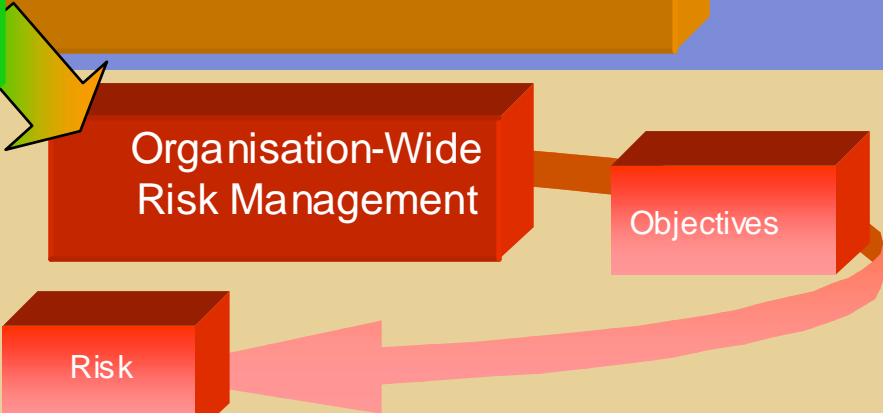 Organisation-Wide
Risk Management
Objectives
Risk